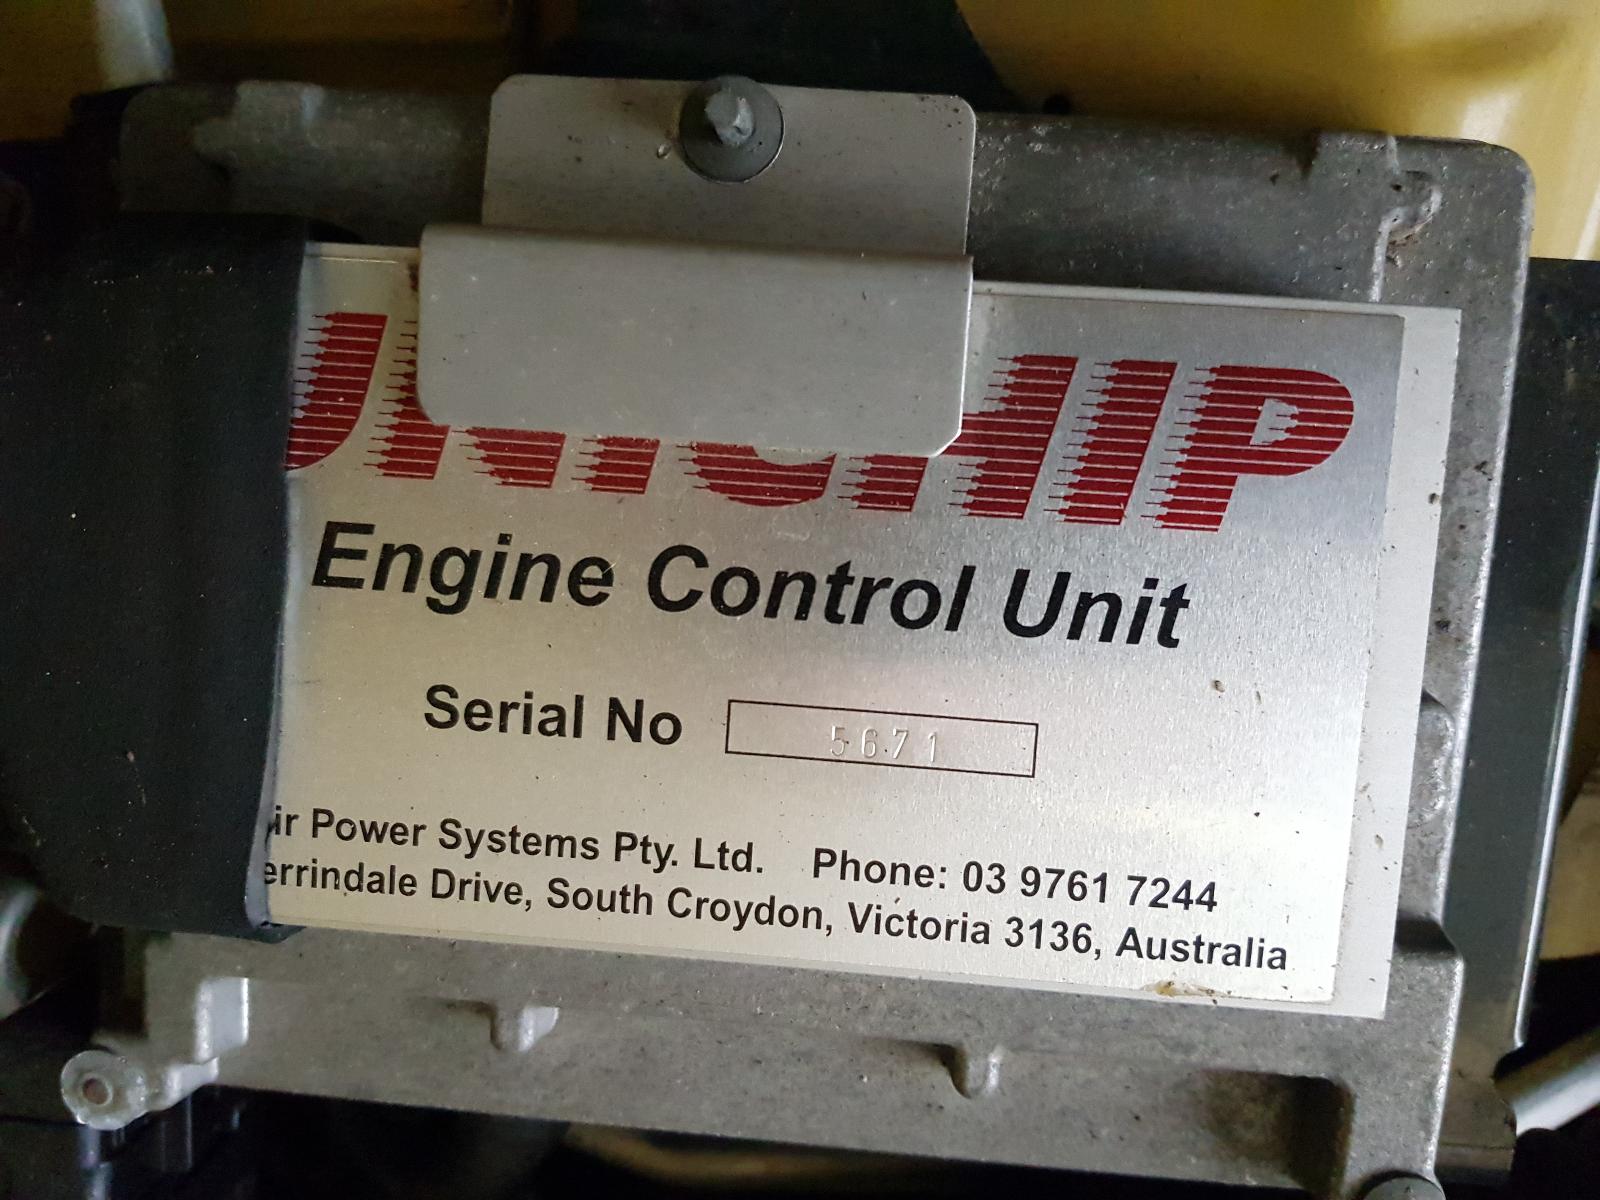 UNICHIP
Engine Control Unit
Serial No 5671
ir Power Systems Pty. Ltd. Phone: 03 9761 7244
errindale Drive, South Croydon, Victoria 3136, Australia